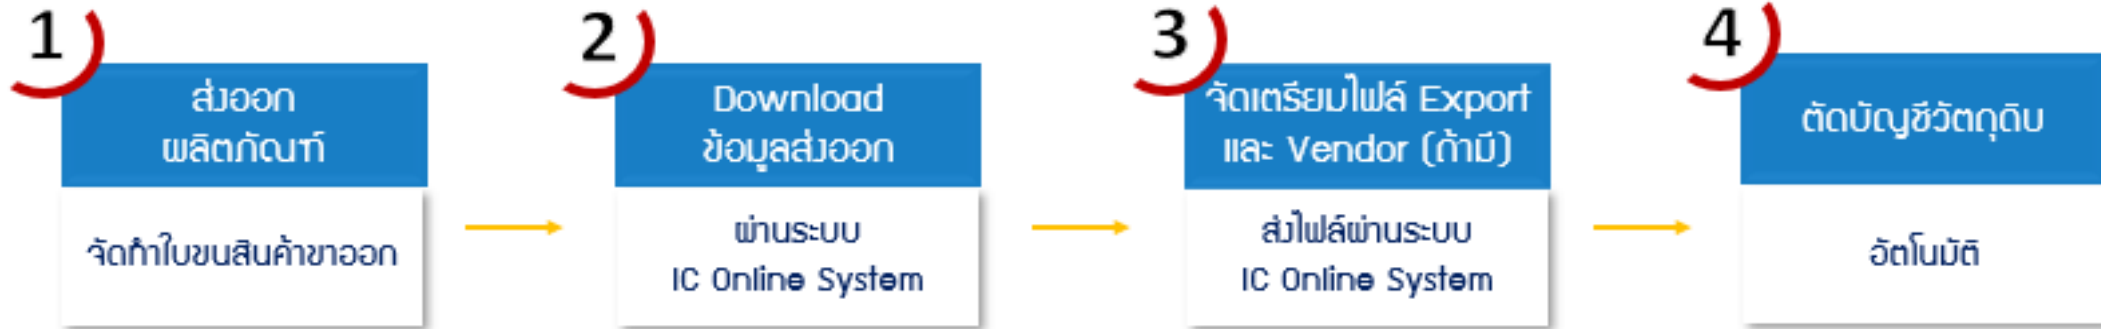 1
ส่งออก
ผลิตภัณฑ์
จัดทำใบขนสินค้าขาออก
2
Download
ข้อมูลส่งออก
ผ่านระบบ
IC Online System
3
จัดเตรียมไฟล์ Export
และ Vendor (ถ้ามี)
ส่งไฟล์ผ่านระบบ
IC Online System
4
ตัดบัญชีวัตถุดิบ
อัตโนมัติ